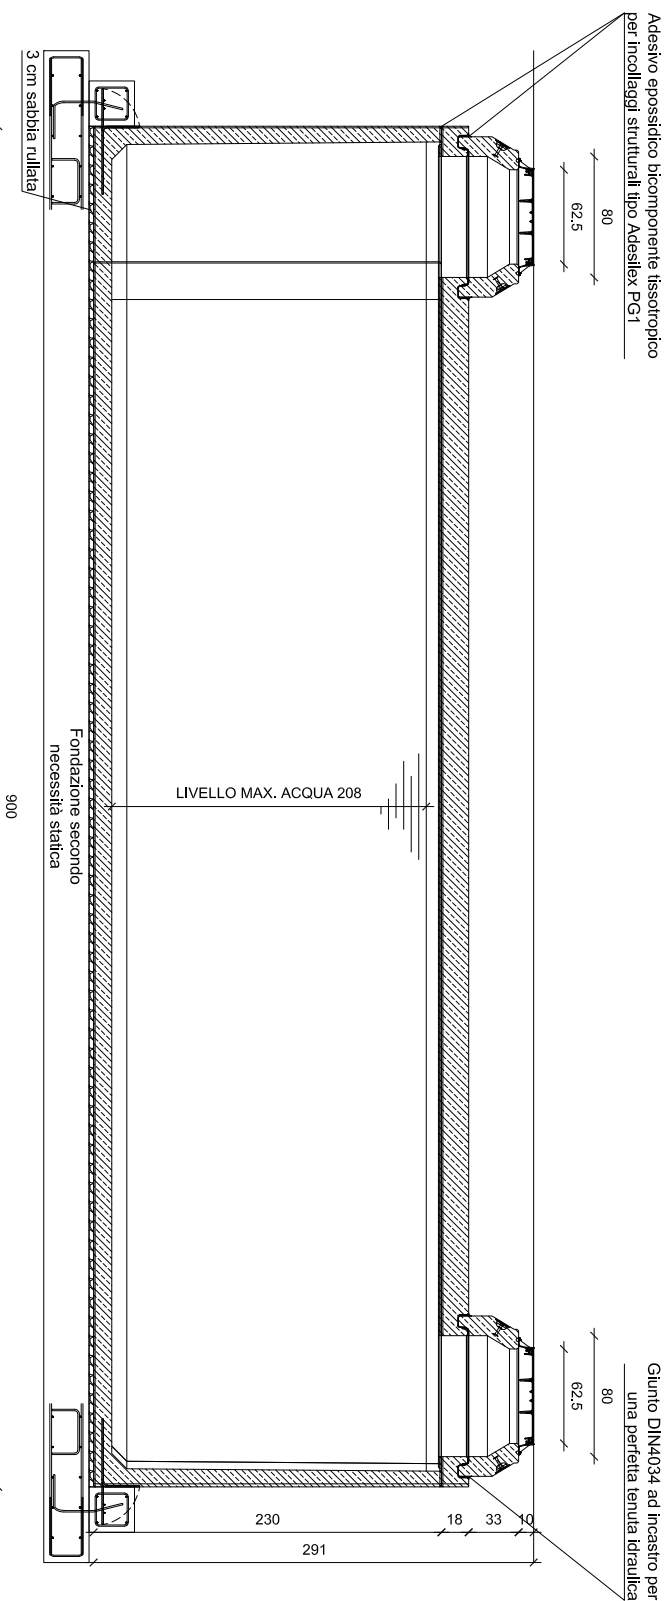 Adesivo epossidico bicomponente tissotropico
per incollaggi strutturali tipo Adesilex PG1
Giunto DIN4034 ad incastro per
una perfetta tenuta idraulica
80
62.5
80
62.5
10
33
18
230
291
LIVELLO MAX. ACQUA 208
Fondazione secondo
necessità statica
3 cm sabbia rullata
900